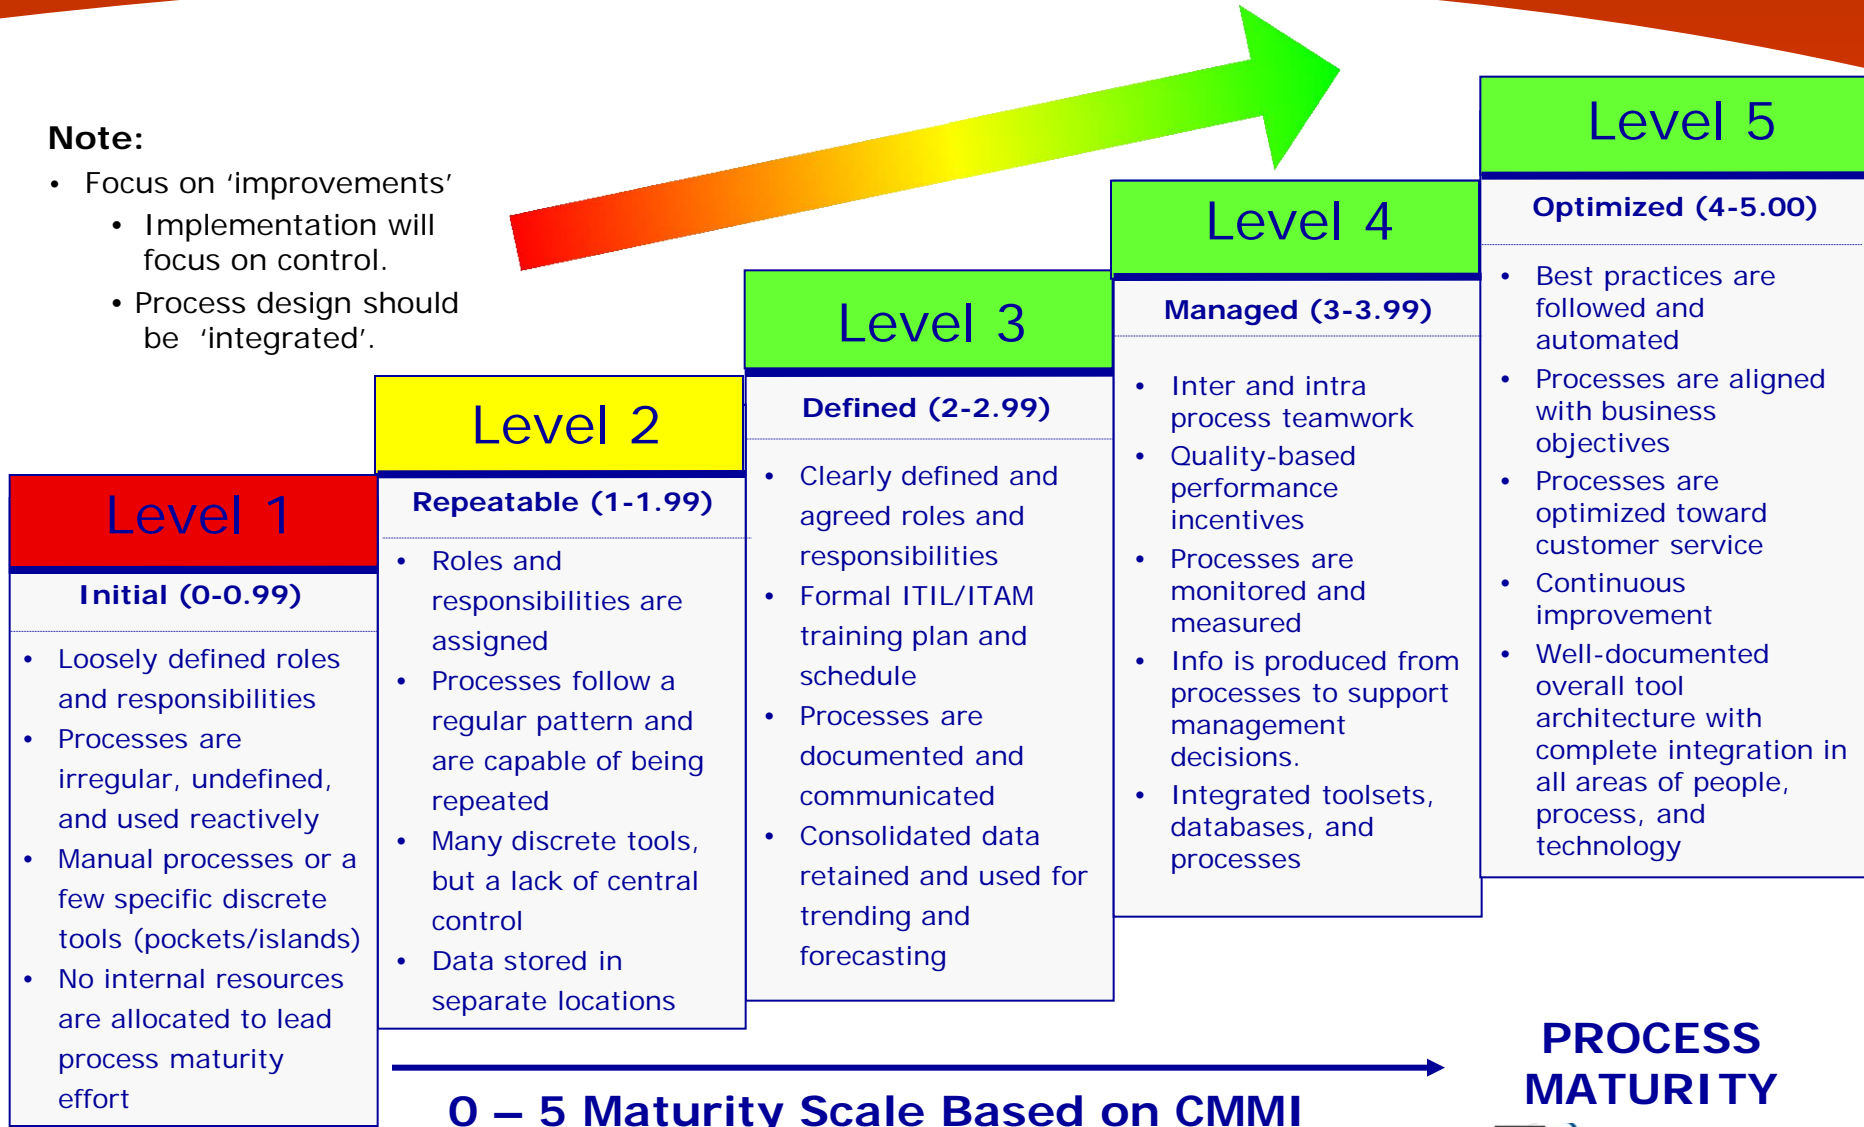 Note:
• Focus on ‘improvements’
• Implementation will
focus on control.
• Process design should
be ‘integrated’.
Level 1
Initial (0-0.99)
• Loosely defined roles
and responsibilities
• Processes are
irregular, undefined,
and used reactively
• Manual processes or a
few specific discrete
tools (pockets/islands)
• No internal resources
are allocated to lead
process maturity
effort
Level 2
Repeatable (1-1.99)
• Roles and
responsibilities are
assigned
• Processes follow a
regular pattern and
are capable of being
repeated
• Many discrete tools,
but a lack of central
control
• Data stored in
separate locations
Level 3
Defined (2-2.99)
• Clearly defined and
agreed roles and
responsibilities
• Formal ITIL/ITAM
training plan and
schedule
• Processes are
documented and
communicated
• Consolidated data
retained and used for
trending and
forecasting
Level 4
Managed (3-3.99)
• Inter and intra
process teamwork
• Quality-based
performance
incentives
• Processes are
monitored and
measured
• Info is produced from
processes to support
management
decisions.
• Integrated toolsets,
databases, and
processes
Level 5
Optimized (4-5.00)
• Best practices are
followed and
automated
• Processes are aligned
with business
objectives
• Processes are
optimized toward
customer service
• Continuous
improvement
• Well-documented
overall tool
architecture with
complete integration in
all areas of people,
process, and
technology
0 – 5 Maturity Scale Based on CMMI
PROCESS
MATURITY